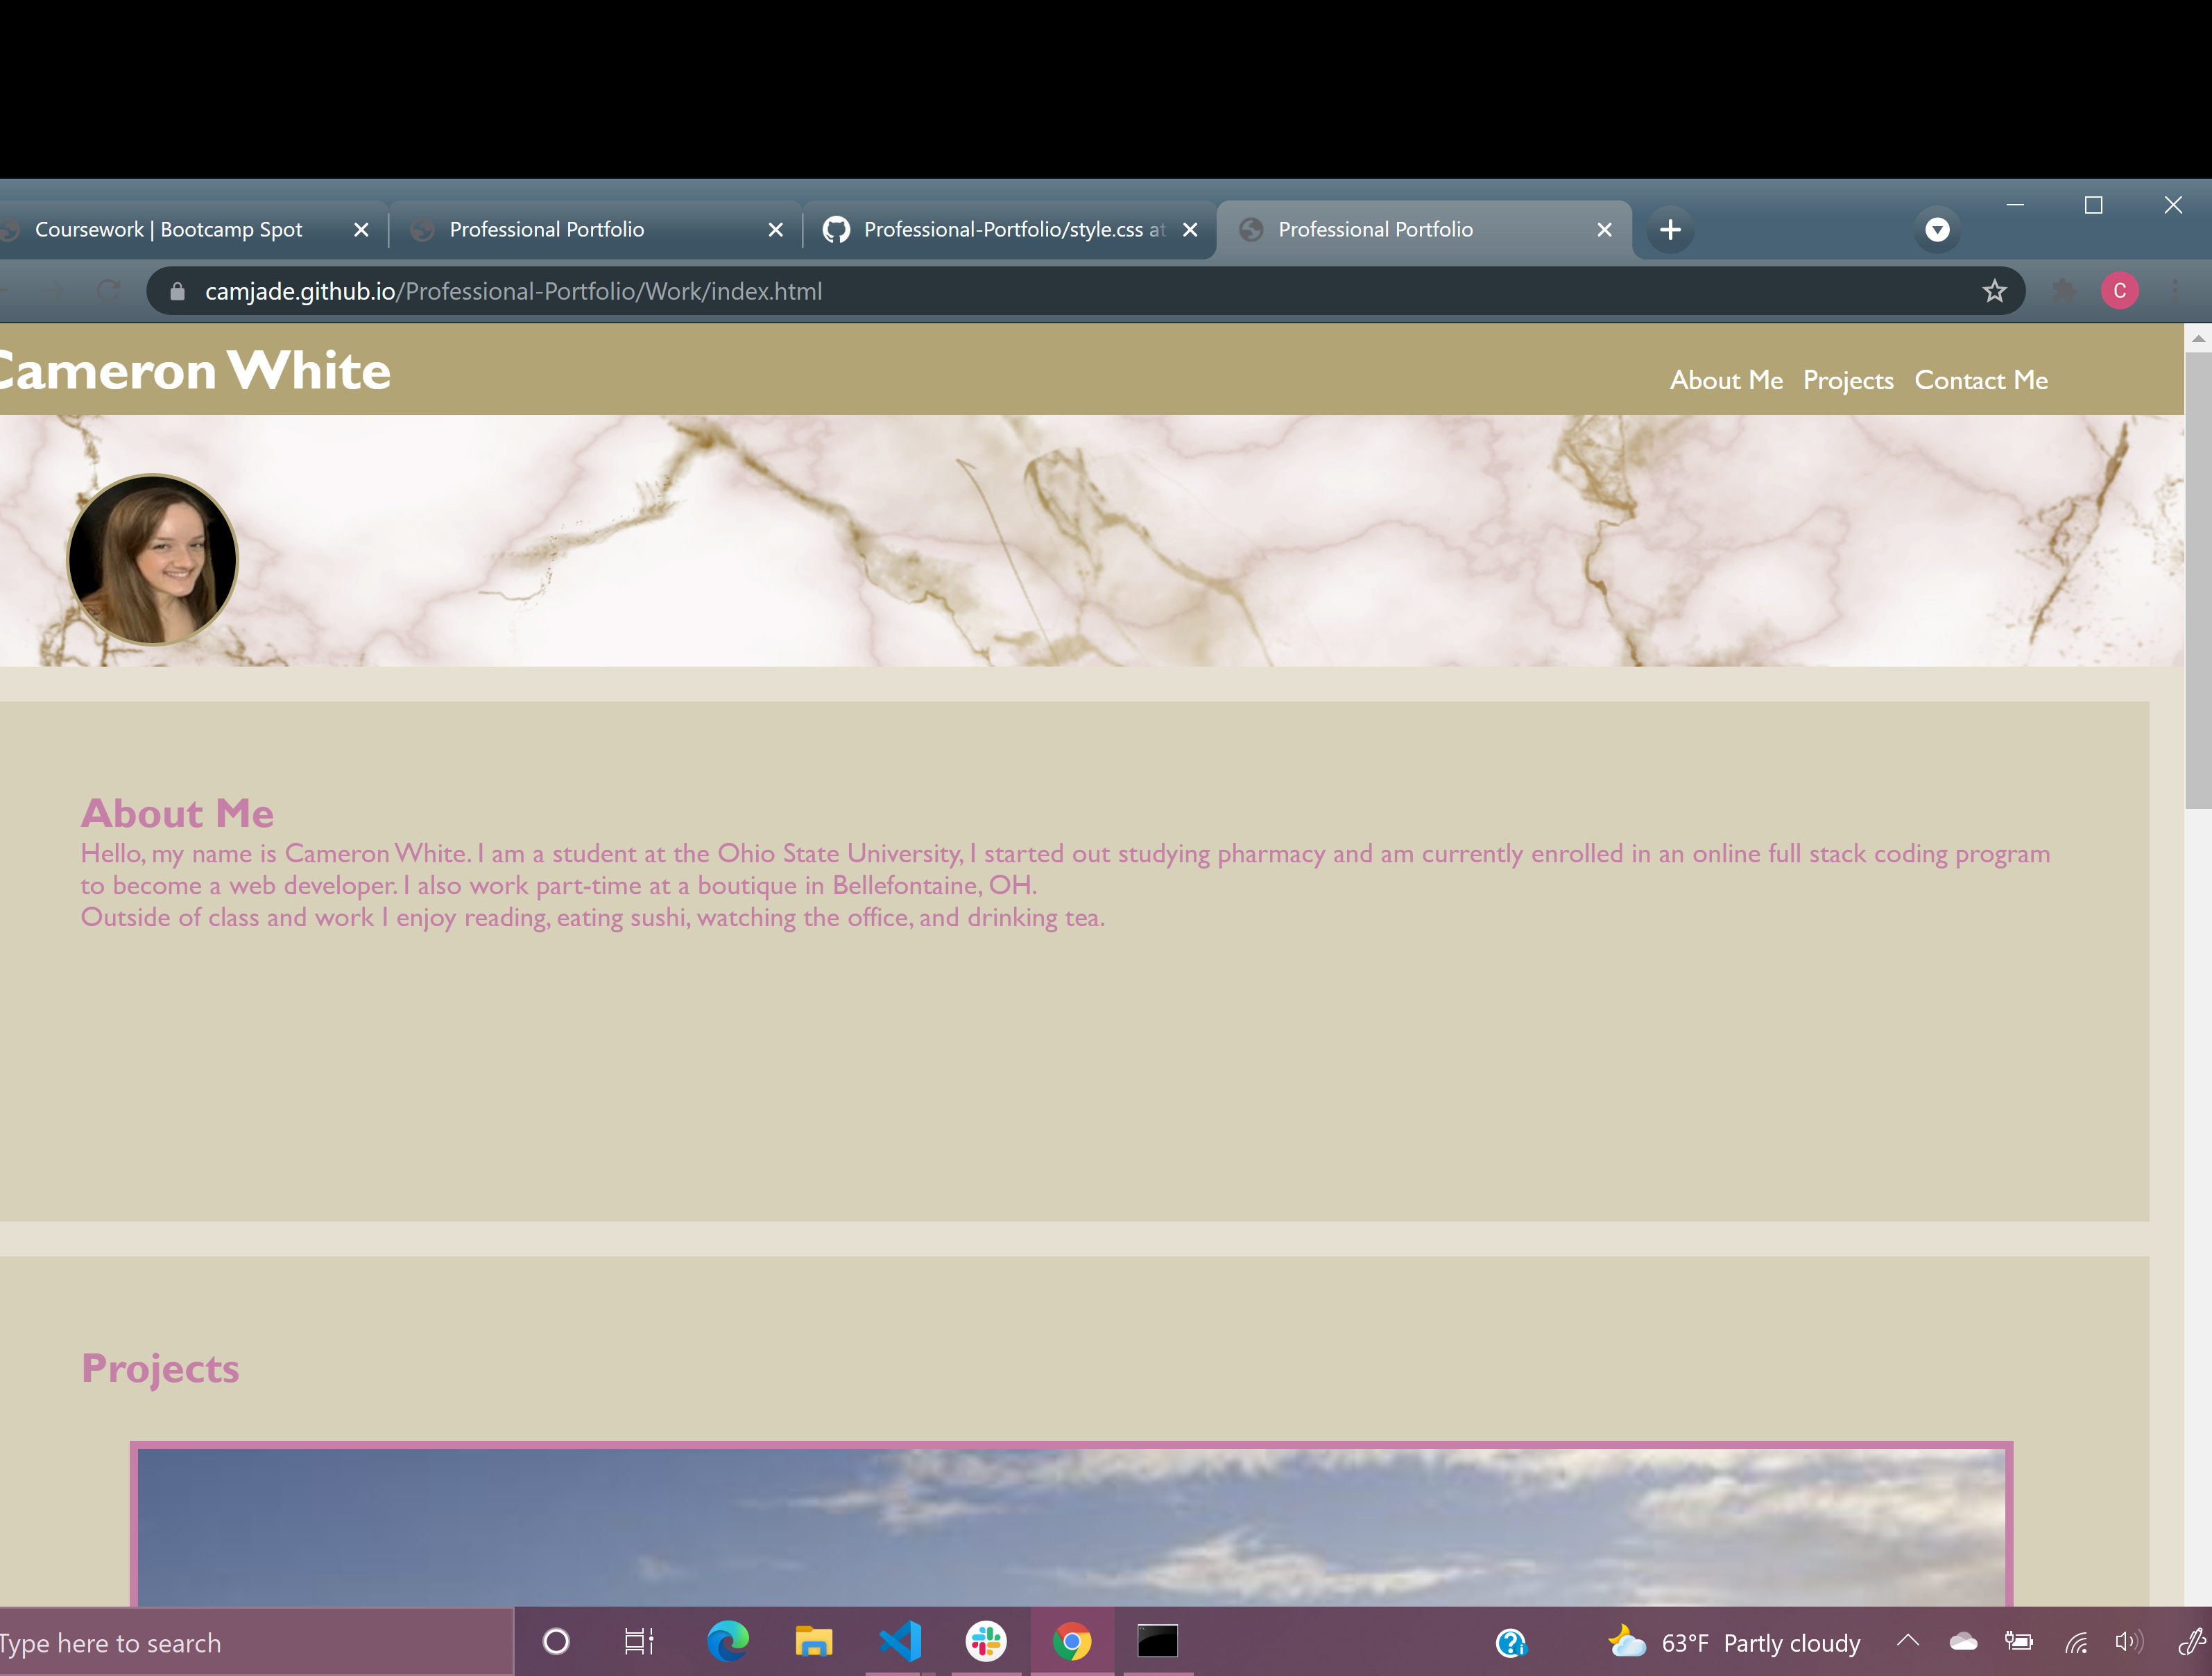 Coursework | Bootcamp Spot
Professional Portfolio
Professional-Portfolio/style.css at
Professional Portfolio
camjade.github.io/Professional-Portfolio/Work/index.html
C
Cameron White
About Me Projects Contact Me
About Me
Hello, my name is Cameron White. I am a student at the Ohio State University, I started out studying pharmacy and am currently enrolled in an online full stack coding program
to become a web developer. I also work part-time at a boutique in Bellefontaine, OH.
Outside of class and work I enjoy reading, eating sushi, watching the office, and drinking tea.
Projects
Type here to search
63°F Partly cloudy